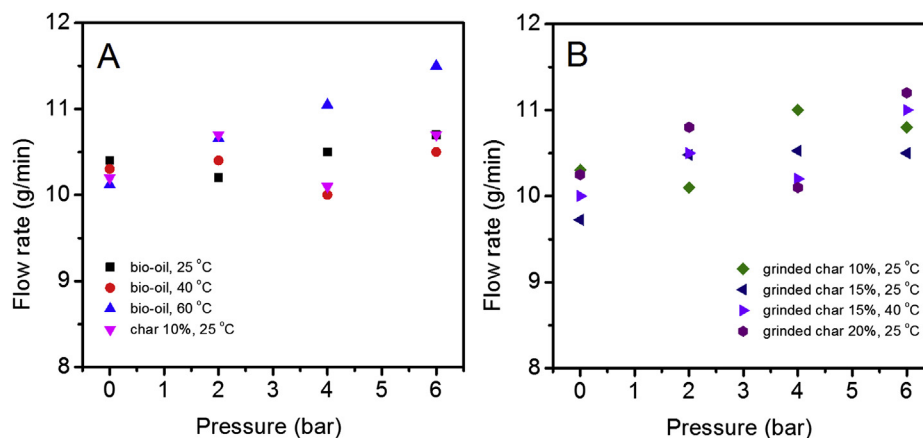 A
12
11
10
9
8
Flow rate (g/min)
bio-oil, 25 °C
bio-oil, 40 °C
bio-oil, 60 °C
char 10%, 25 °C
0 1 2 3 4 5 6
Pressure (bar)
B
12
11
10
9
8
Flow rate (g/min)
grinded char 10%, 25 °C
grinded char 15%, 25 °C
grinded char 15%, 40 °C
grinded char 20%, 25 °C
0 1 2 3 4 5 6
Pressure (bar)